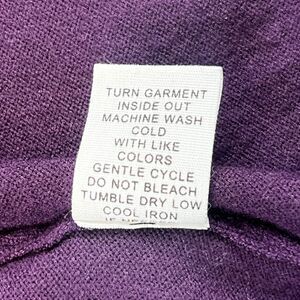 TURN GARMENT
INSIDE OUT
MACHINE WASH
COLD
WITH LIKE
COLORS
GENTLE CYCLE
DO NOT BLEACH
TUMBLE DRY LOW
COOL IRON
IF